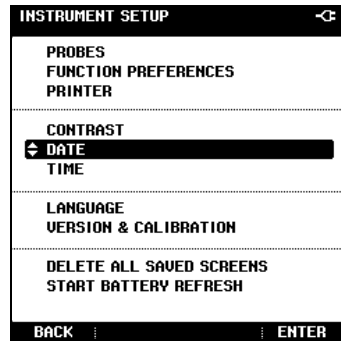 INSTRUMENT SETUP
PROBES
FUNCTION PREFERENCES
PRINTER
CONTRAST
DATE
TIME
LANGUAGE
VERSION & CALIBRATION
DELETE ALL SAVED SCREENS
START BATTERY REFRESH
BACK ENTER